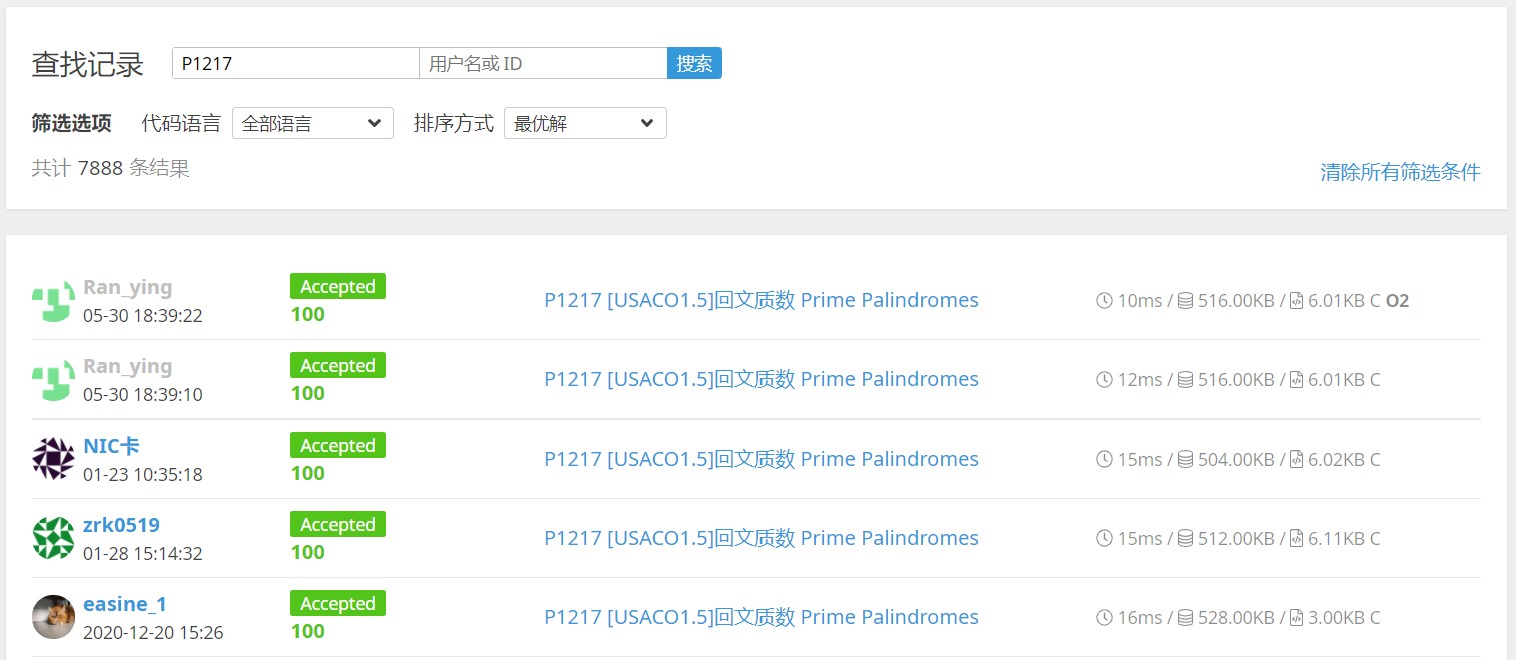 查找记录 P1217 用户名或 ID 搜索
筛选选项 代码语言 全部语言 排序方式 最优解
共计 7888 条结果
清除所有筛选条件
Ran_ying Accepted P1217 [USACO1.5]回文质数 Prime Palindromes 10ms / 516.00KB / 6.01KB C O2
05-30 18:39:22 100
Ran_ying Accepted P1217 [USACO1.5]回文质数 Prime Palindromes 12ms / 516.00KB / 6.01KB C
05-30 18:39:10 100
NIC卡 Accepted P1217 [USACO1.5]回文质数 Prime Palindromes 15ms / 504.00KB / 6.02KB C
01-23 10:35:18 100
zrk0519 Accepted P1217 [USACO1.5]回文质数 Prime Palindromes 15ms / 512.00KB / 6.11KB C
01-28 15:14:32 100
easine_1 Accepted P1217 [USACO1.5]回文质数 Prime Palindromes 16ms / 528.00KB / 3.00KB C
2020-12-20 15:26 100